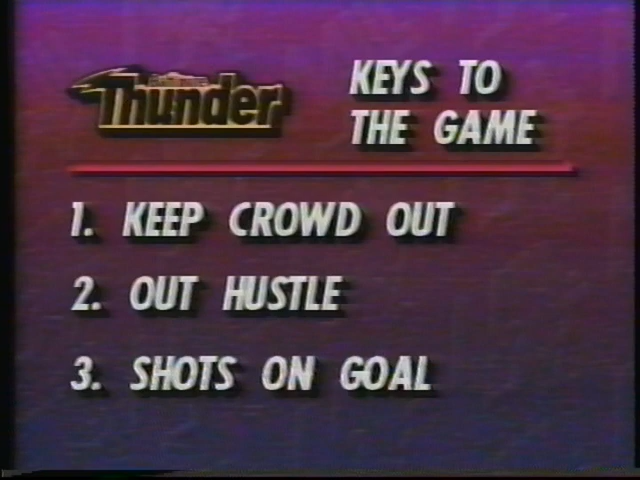 Thunder
KEYS TO
THE GAME
1. KEEP CROWD OUT
2. OUT HUSTLE
3. SHOTS ON GOAL